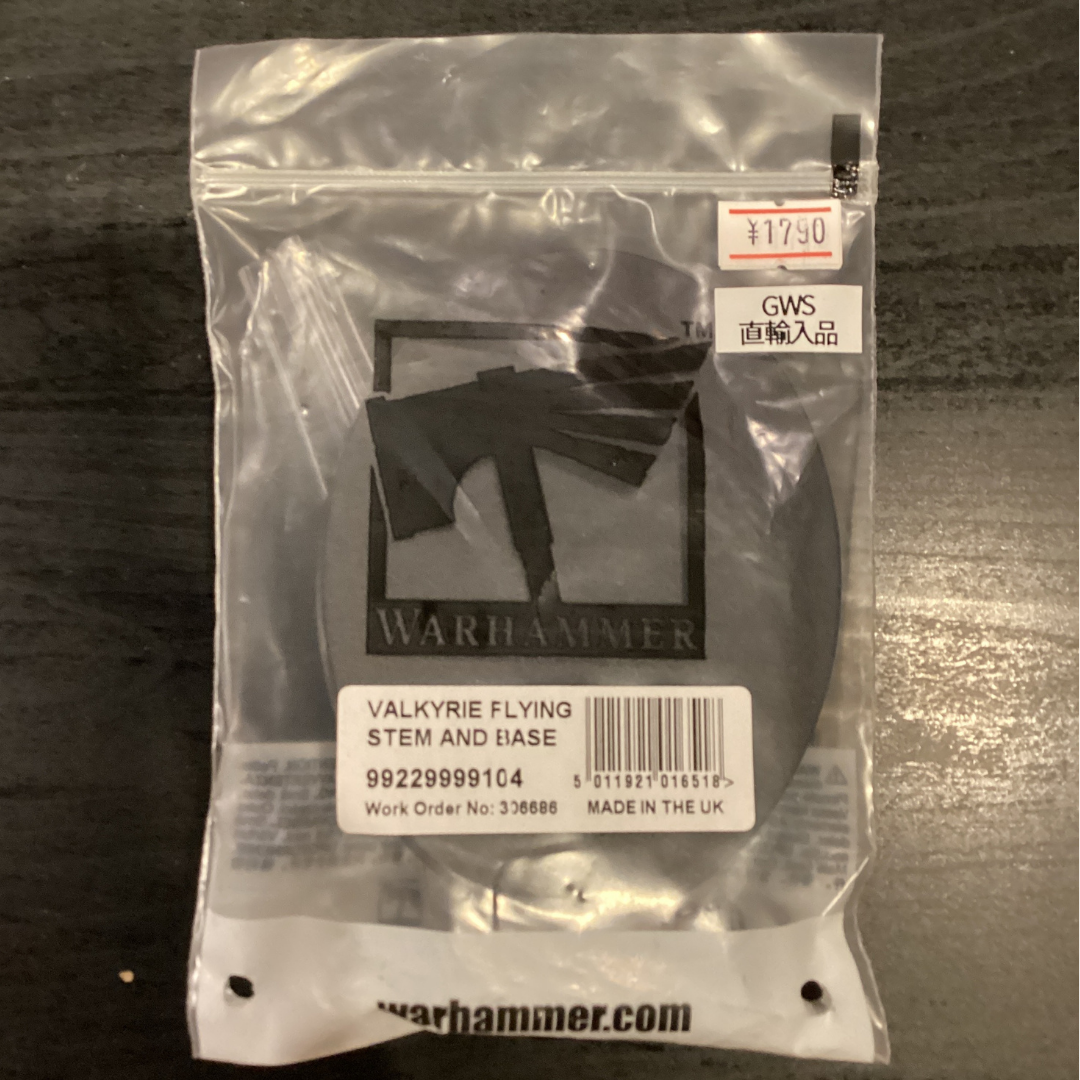 ¥1790
GWS
直輸入品
TM
WARHAMMER
VALKYRIE FLYING
STEM AND BASE
99229999104
5 011921 016518 >
Work Order No: 306686
MADE IN THE UK
warhammer.com